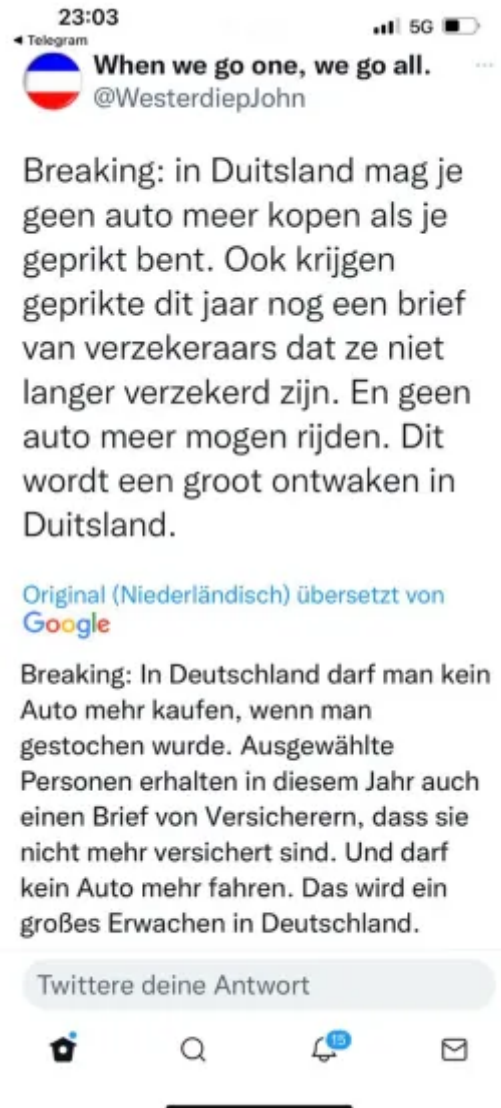 23:03
5G
◄ Telegram
When we go one, we go all.
@WesterdiepJohn
Breaking: in Duitsland mag je
geen auto meer kopen als je
geprikt bent. Ook krijgen
geprikte dit jaar nog een brief
van verzekeraars dat ze niet
langer verzekerd zijn. En geen
auto meer mogen rijden. Dit
wordt een groot ontwaken in
Duitsland.
Original (Niederländisch) übersetzt von
Google
Breaking: In Deutschland darf man kein
Auto mehr kaufen, wenn man
gestochen wurde. Ausgewählte
Personen erhalten in diesem Jahr auch
einen Brief von Versicherern, dass sie
nicht mehr versichert sind. Und darf
kein Auto mehr fahren. Das wird ein
großes Erwachen in Deutschland.
Twittere deine Antwort
15